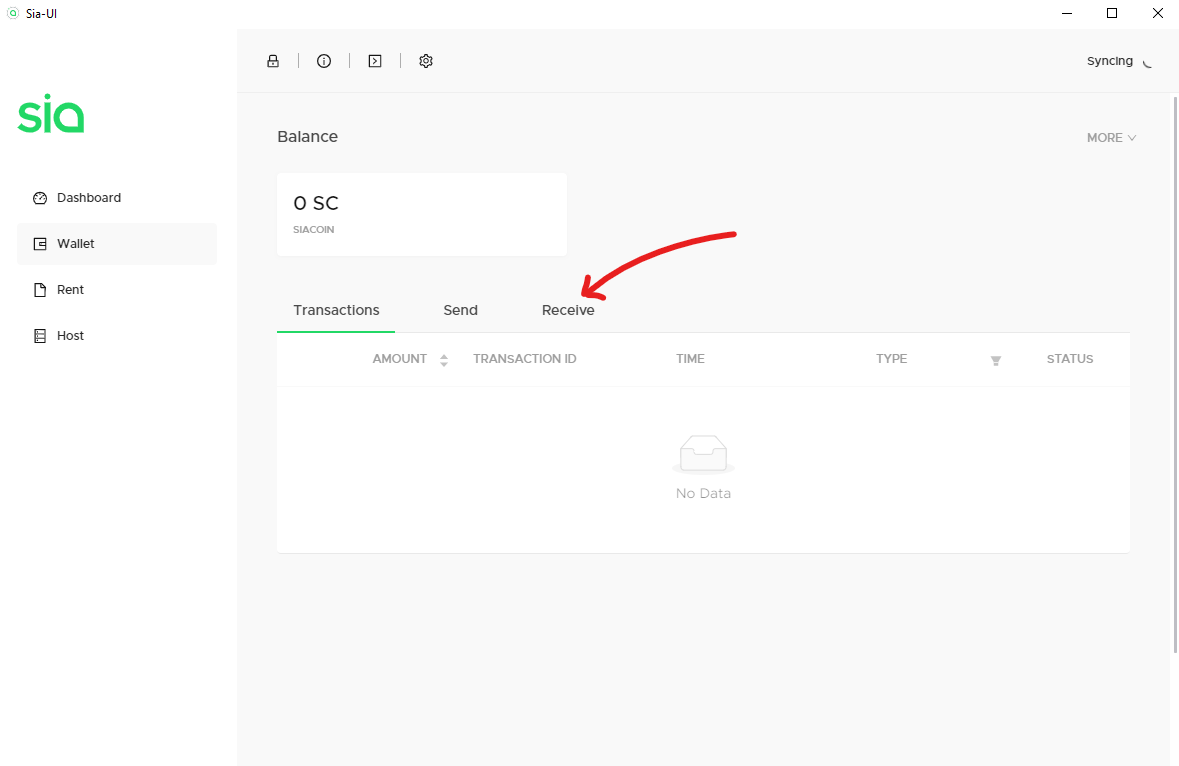 Sia-UI
Syncing
sia
Dashboard
Wallet
Rent
Host
Balance
MORE
0 SC
SIACOIN
Transactions Send Receive
AMOUNT TRANSACTION ID TIME TYPE STATUS
No Data